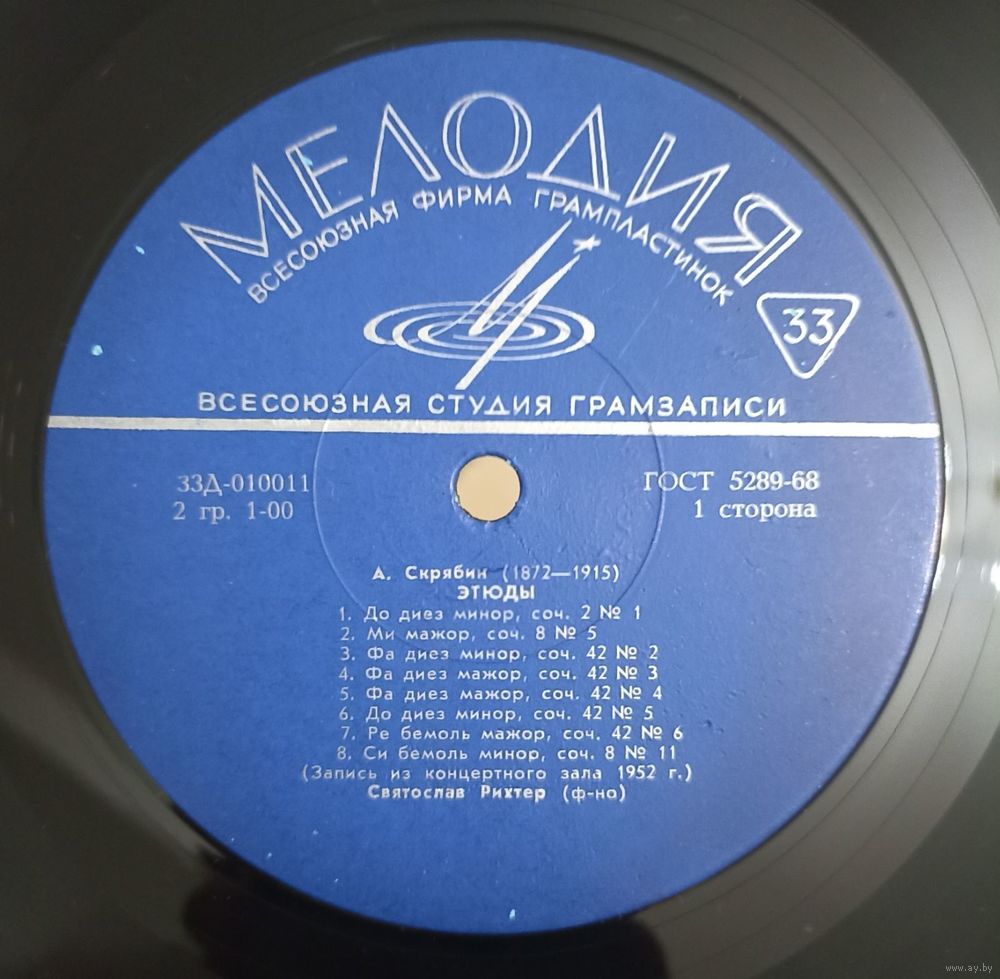 МЕЛОДИЯ
ВСЕСОЮЗНАЯ ФИРМА ГРАМПЛАСТИНОК
33
ВСЕСОЮЗНАЯ СТУДИЯ ГРАМЗАПИСИ
33Д-010011
2 гр. 1-00
ГОСТ 5289-68
1 сторона
А. Скрябин (1872—1915)
ЭТЮДЫ
1. До диез минор, соч. 2 № 1
2. Ми мажор, соч. 8 № 5
3. Фа диез минор, соч. 42 № 2
4. Фа диез мажор, соч. 42 № 3
5. Фа диез мажор, соч. 42 № 4
6. До диез минор, соч. 42 № 5
7. Ре бемоль мажор, соч. 42 № 6
8. Си бемоль минор, соч. 8 № 11
(Запись из концертного зала 1952 г.)
Святослав Рихтер (ф-но)
www.ay.by